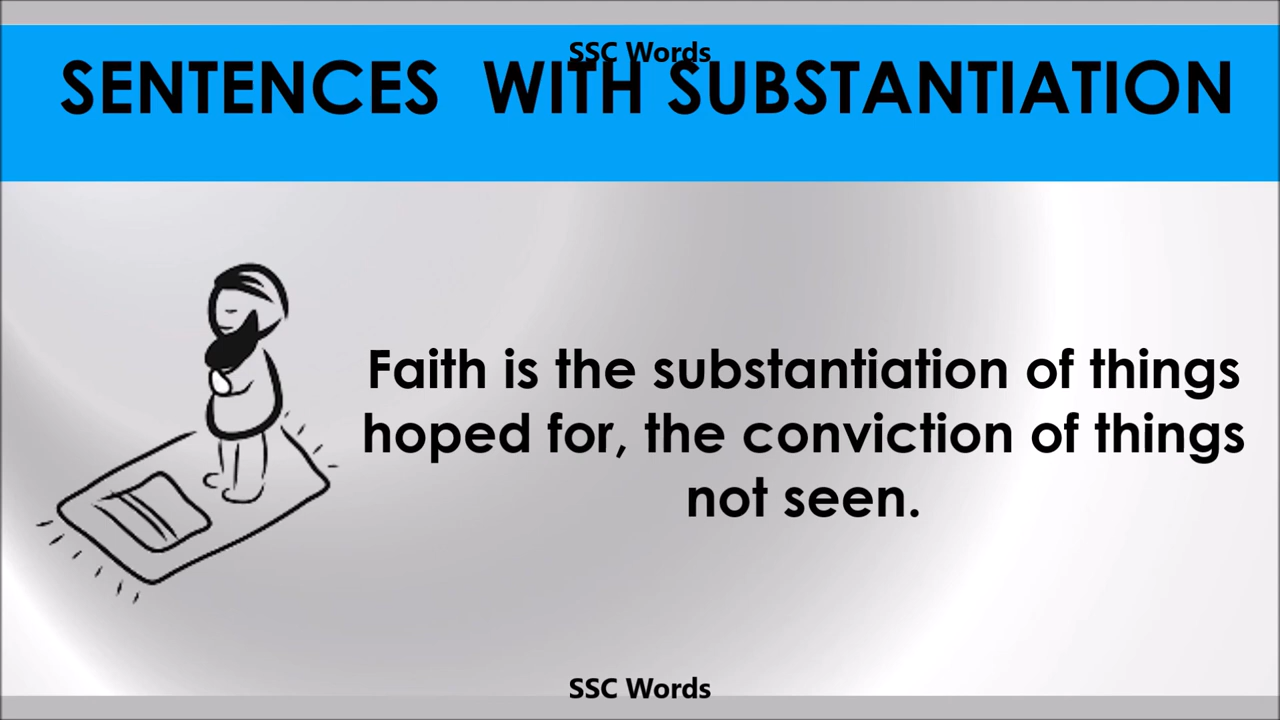 SSC Words
SENTENCES WITH SUBSTANTIATION
Faith is the substantiation of things
hoped for, the conviction of things
not seen.
SSC Words